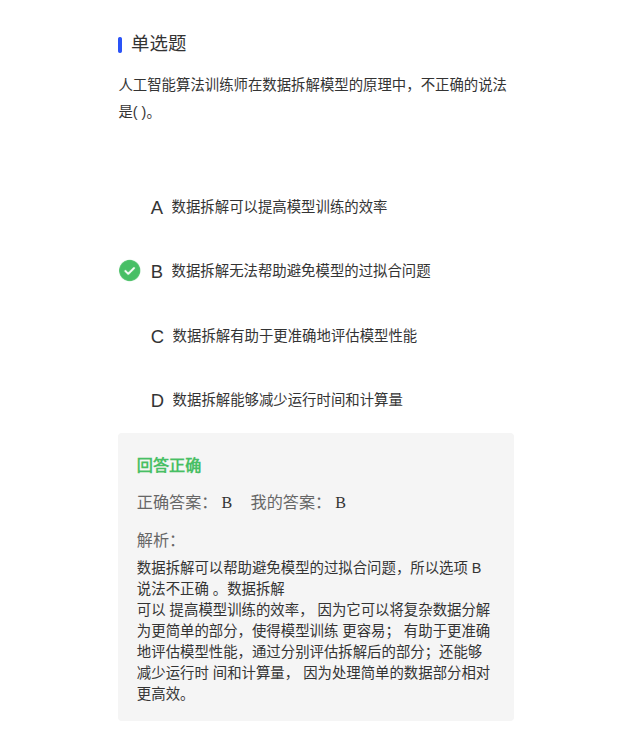 单选题
人工智能算法训练师在数据拆解模型的原理中，不正确的说法
是( )。
A 数据拆解可以提高模型训练的效率
B 数据拆解无法帮助避免模型的过拟合问题
C 数据拆解有助于更准确地评估模型性能
D 数据拆解能够减少运行时间和计算量
回答正确
正确答案： B 我的答案： B
解析：
数据拆解可以帮助避免模型的过拟合问题，所以选项 B
说法不正确 。数据拆解
可以 提高模型训练的效率， 因为它可以将复杂数据分解
为更简单的部分，使得模型训练 更容易； 有助于更准确
地评估模型性能，通过分别评估拆解后的部分；还能够
减少运行时 间和计算量， 因为处理简单的数据部分相对
更高效。